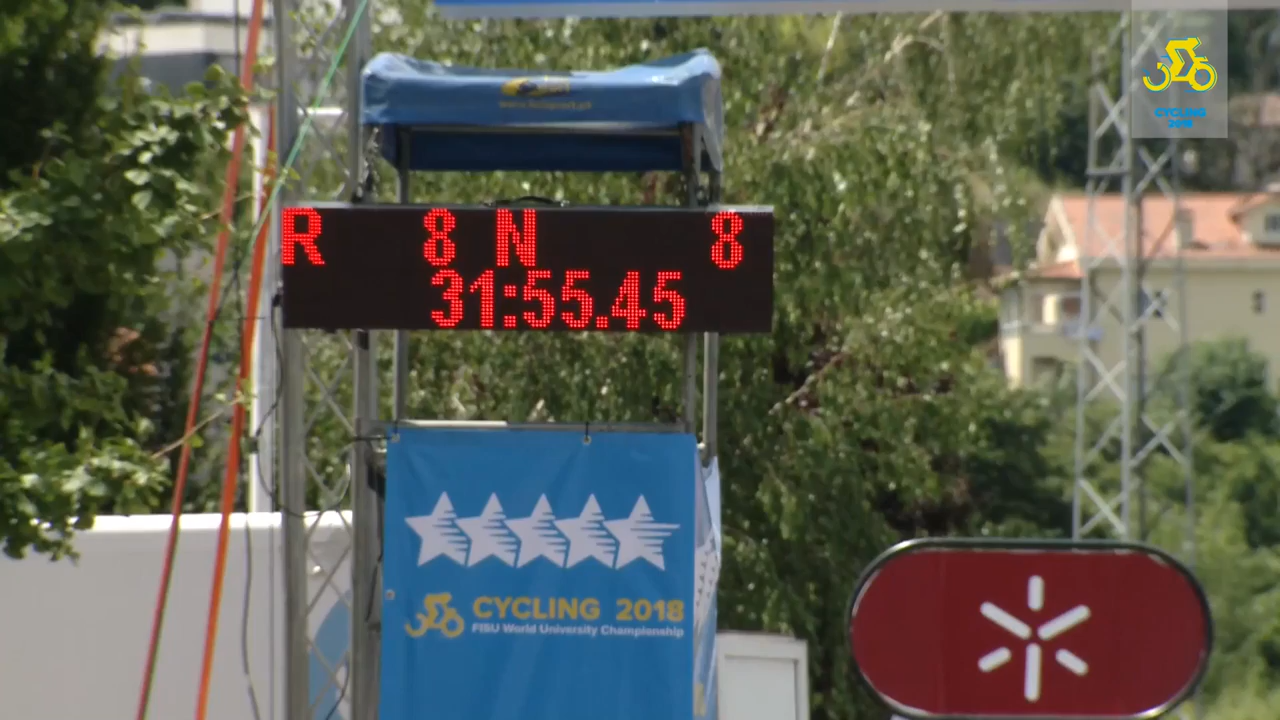 CYCLING
2018
R 8 N 8
31:55.45
CYCLING 2018
FISU World University Championship